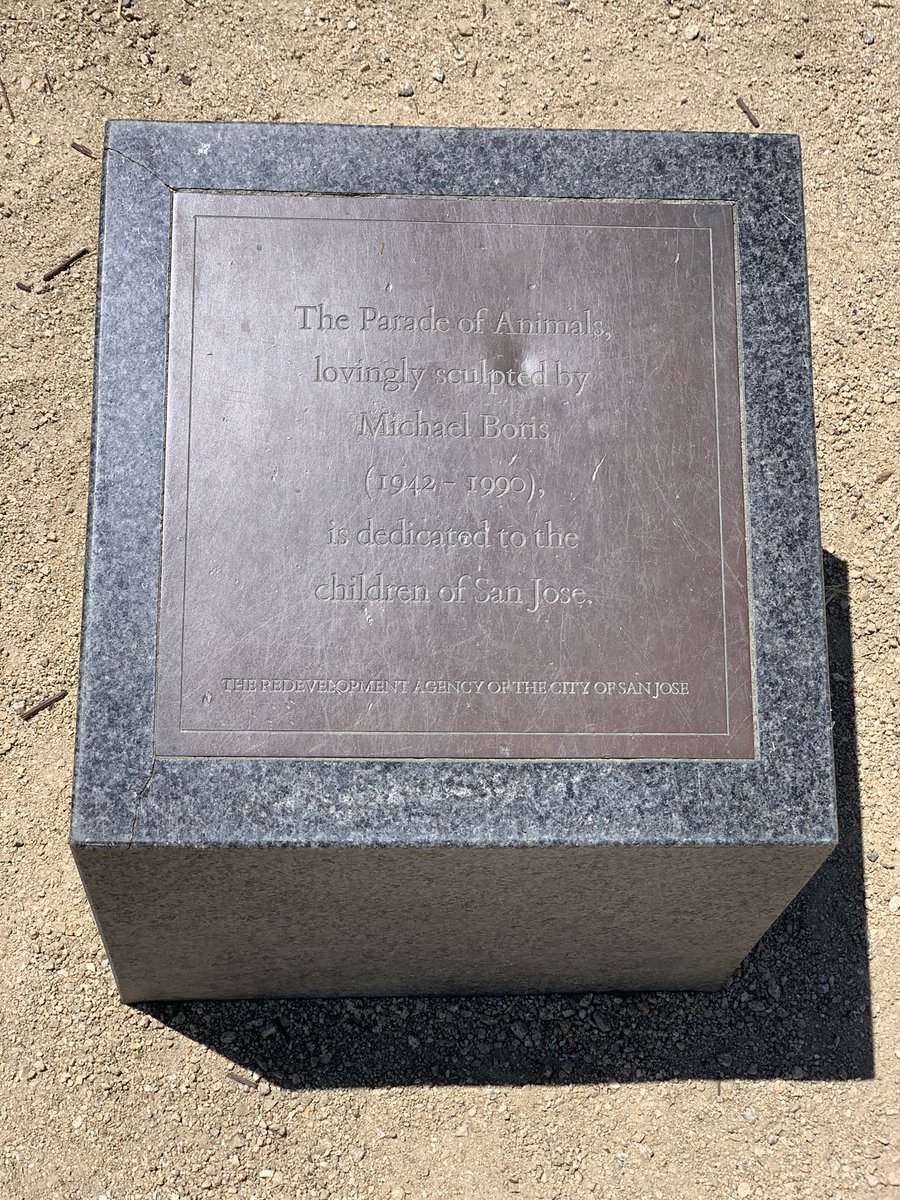 The Parade of Animals,
lovingly sculpted by
Michael Boris
(1942 - 1990),
is dedicated to the
children of San Jose.
THE REDEVELOPMENT AGENCY OF THE CITY OF SAN JOSE